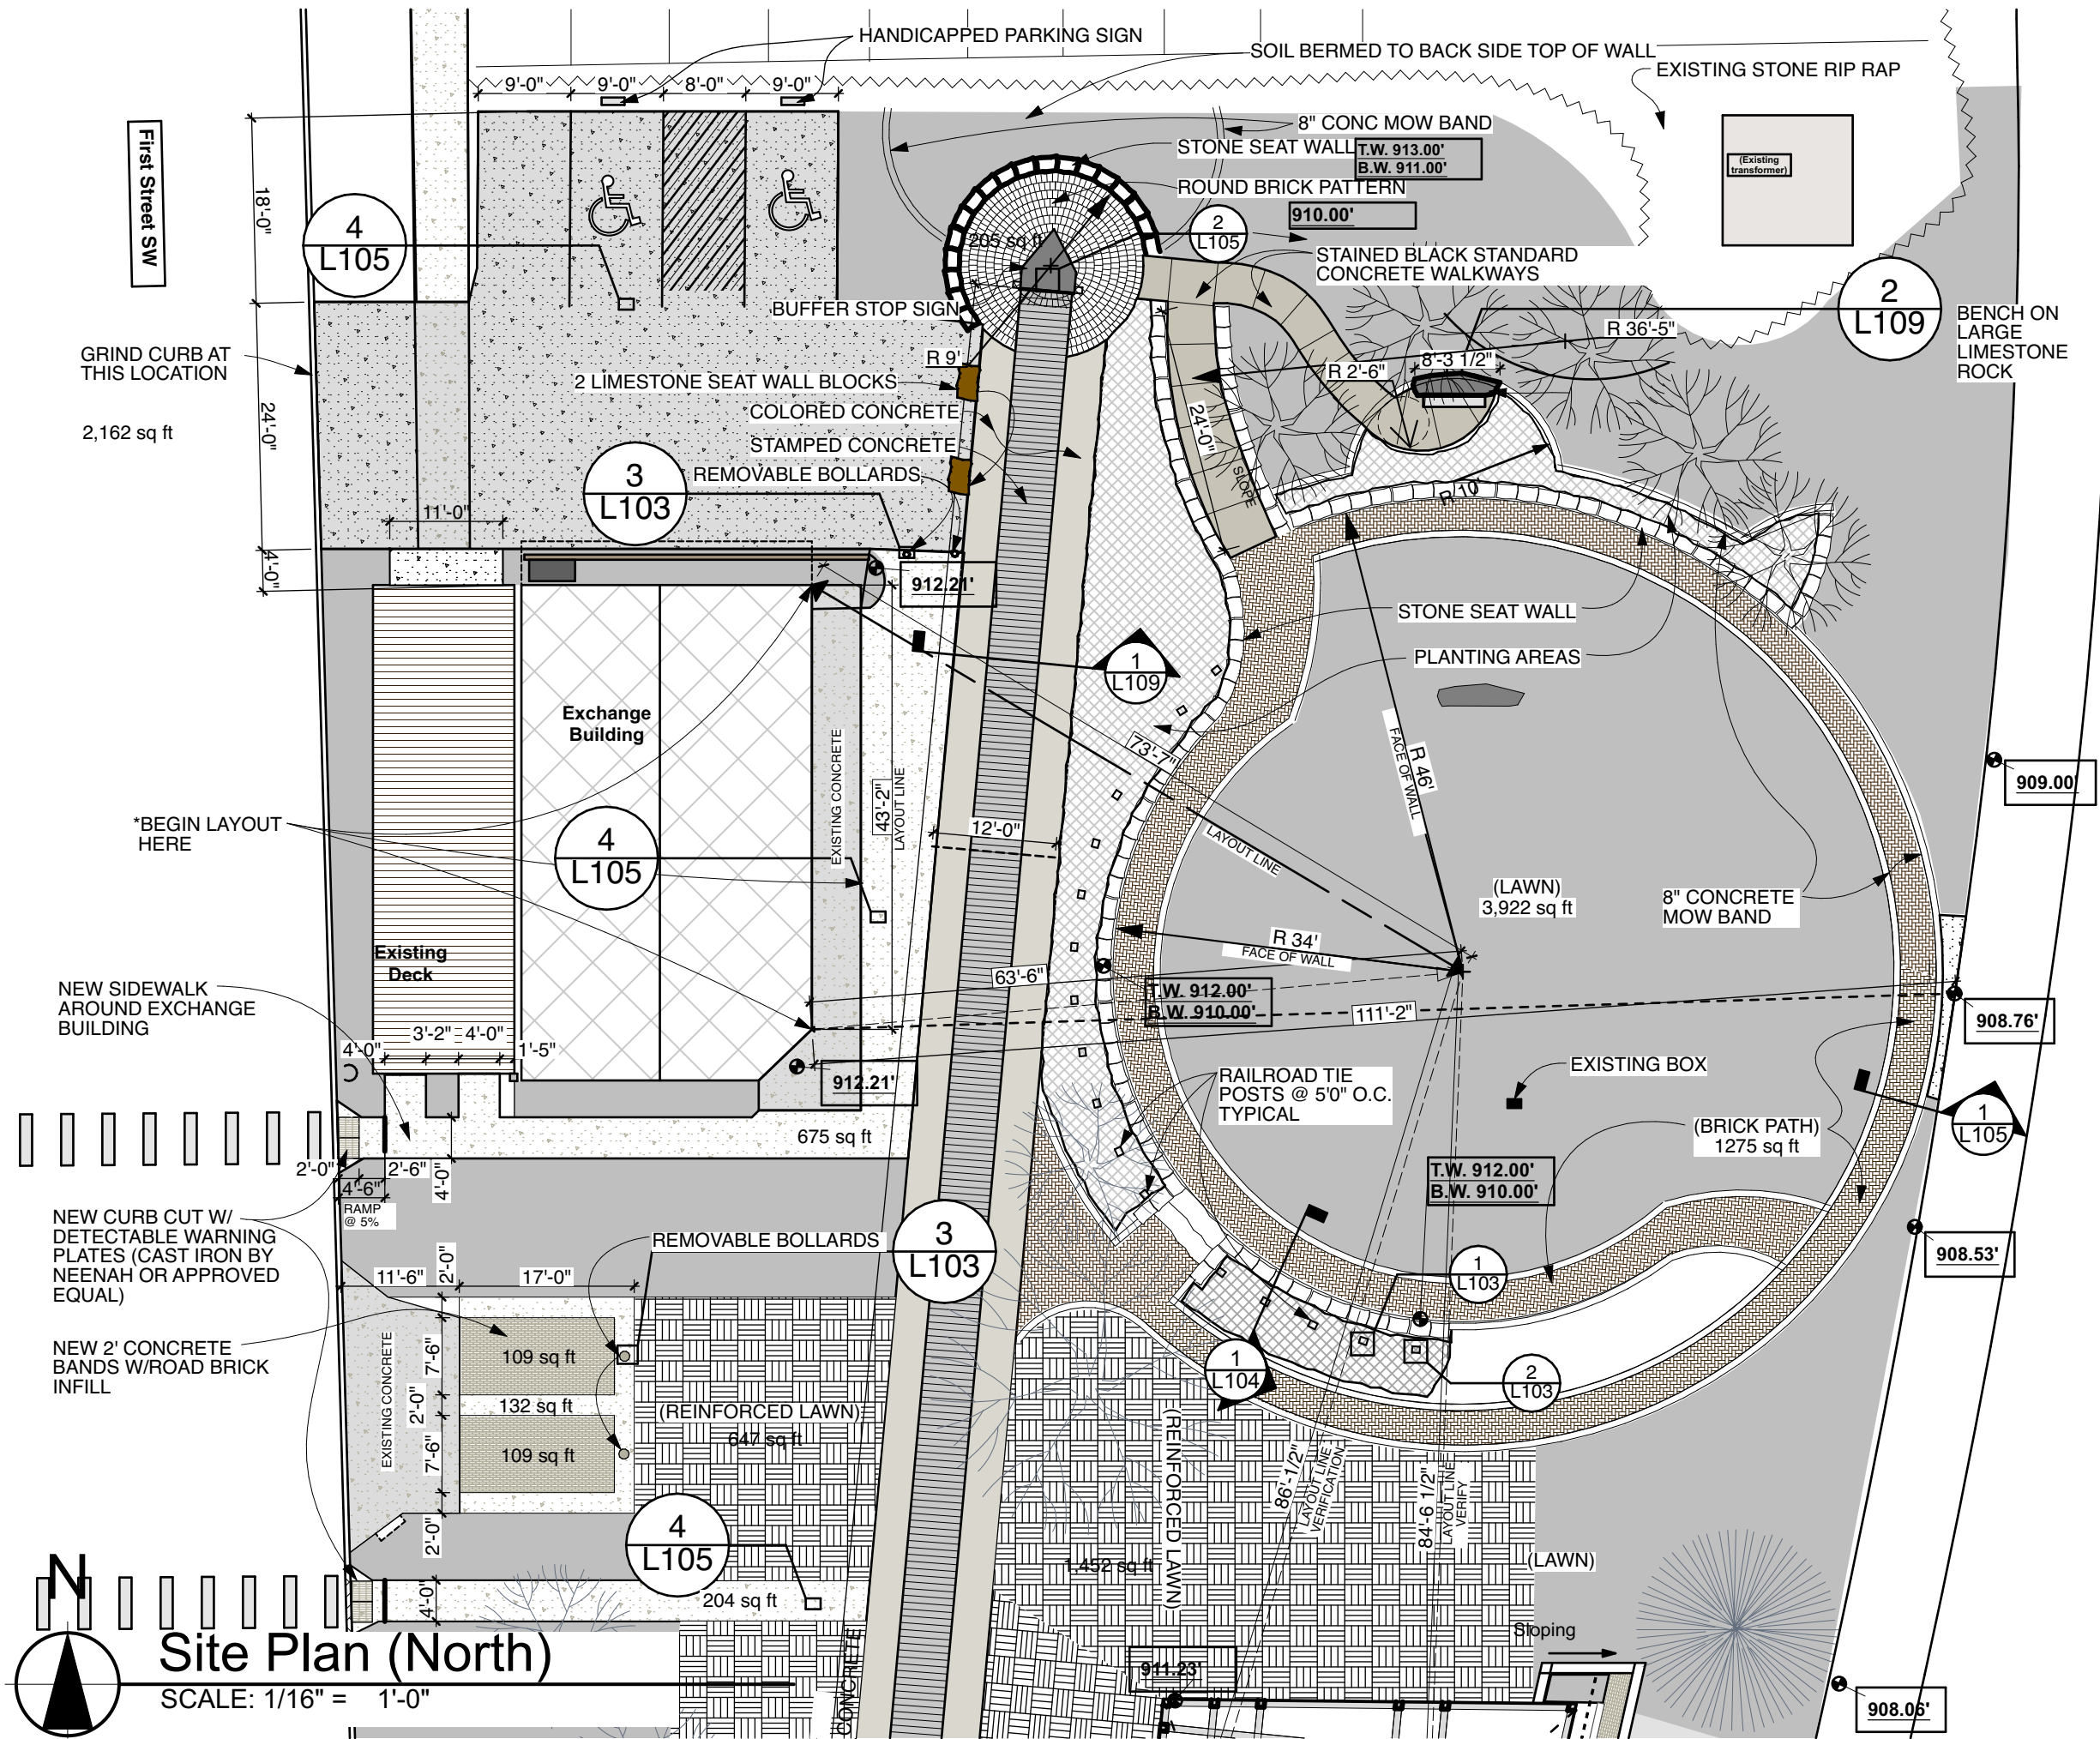 HANDICAPPED PARKING SIGN
SOIL BERMED TO BACK SIDE TOP OF WALL
EXISTING STONE RIP RAP
9'-0"
9'-0"
8'-0"
9'-0"
First Street SW
18'-0"
4
L105
8" CONC MOW BAND
STONE SEAT WALL
T.W. 913.00'
B.W. 911.00'
ROUND BRICK PATTERN
910.00'
(Existing
transformer)
205 sq ft
2
L105
STAINED BLACK STANDARD
CONCRETE WALKWAYS
2
L109
BENCH ON
LARGE
LIMESTONE
ROCK
BUFFER STOP SIGN
R 36'-5"
8'-3 1/2"
R 2'-6"
GRIND CURB AT
THIS LOCATION
R 9'
2 LIMESTONE SEAT WALL BLOCKS
COLORED CONCRETE
STAMPED CONCRETE
REMOVABLE BOLLARDS
24'-0"
24'-0"
SLOPE
2,162 sq ft
3
L103
R 10'
11'-0"
4'-0"
912.21'
STONE SEAT WALL
PLANTING AREAS
1
L109
Exchange
Building
73'-7"
R 46'
FACE OF WALL
909.00'
EXISTING CONCRETE
43'-2"
LAYOUT LINE
12'-0"
LAYOUT LINE
*BEGIN LAYOUT
HERE
4
L105
(LAWN)
3,922 sq ft
8" CONCRETE
MOW BAND
Existing
Deck
R 34'
FACE OF WALL
63'-6"
NEW SIDEWALK
AROUND EXCHANGE
BUILDING
T.W. 912.00'
B.W. 910.00'
111'-2"
908.76'
4'-0"
3'-2"
4'-0"
1'-5"
912.21'
RAILROAD TIE
POSTS @ 5'0" O.C.
TYPICAL
EXISTING BOX
(BRICK PATH)
1275 sq ft
1
L105
675 sq ft
2'-0"
2'-6"
4'-6"
4'-0"
RAMP
@ 5%
T.W. 912.00'
B.W. 910.00'
NEW CURB CUT W/
DETECTABLE WARNING
PLATES (CAST IRON BY
NEENAH OR APPROVED
EQUAL)
REMOVABLE BOLLARDS
3
L103
908.53'
11'-6"
2'-0"
17'-0"
1
L103
NEW 2' CONCRETE
BANDS W/ROAD BRICK
INFILL
EXISTING CONCRETE
7'-6"
109 sq ft
2'-0"
132 sq ft
7'-6"
109 sq ft
2'-0"
(REINFORCED LAWN)
647 sq ft
1
L104
2
L103
(REINFORCED LAWN)
1,452 sq ft
86'-1/2"
LAYOUT LINE
VERIFICATION
84'-6 1/2"
LAYOUT LINE
VERIFY
(LAWN)
4
L105
204 sq ft
4'-0"
N
Site Plan (North)
SCALE: 1/16" = 1'-0"
CONCRETE
Sloping
911.23'
908.06'